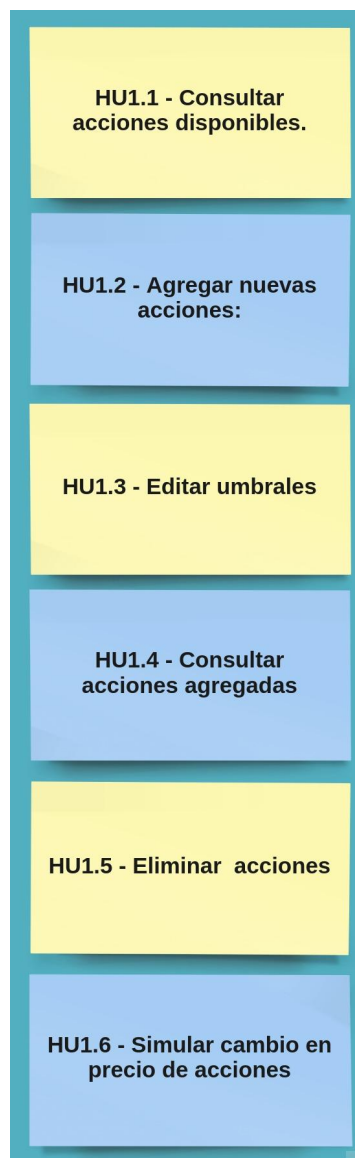 HU1.1 - Consultar
acciones disponibles.
HU1.2 - Agregar nuevas
acciones:
HU1.3 - Editar umbrales
HU1.4 - Consultar
acciones agregadas
HU1.5 - Eliminar  acciones
HU1.6 - Simular cambio en
precio de acciones